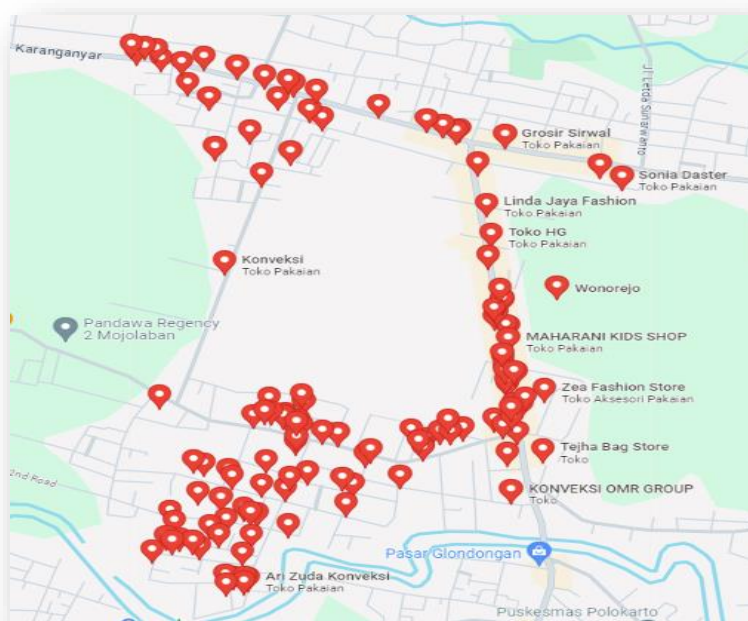 Karanganyar
Jl Letda Sunarwanto
Grosir Sirwal
Toko Pakaian
Sonia Daster
Toko Pakaian
Linda Jaya Fashion
Toko Pakaian
Toko HG
Toko Pakaian
Konveksi
Toko Pakaian
Wonorejo
Pandawa Regency
2 Mojolaban
MAHARANI KIDS SHOP
Toko Pakaian
Zea Fashion Store
Toko Aksesori Pakaian
Tejha Bag Store
Toko
2nd Road
KONVEKSI OMR GROUP
Toko
Pasar Glondongan
Ari Zuda Konveksi
Toko Pakaian
Puskesmas Polokarto